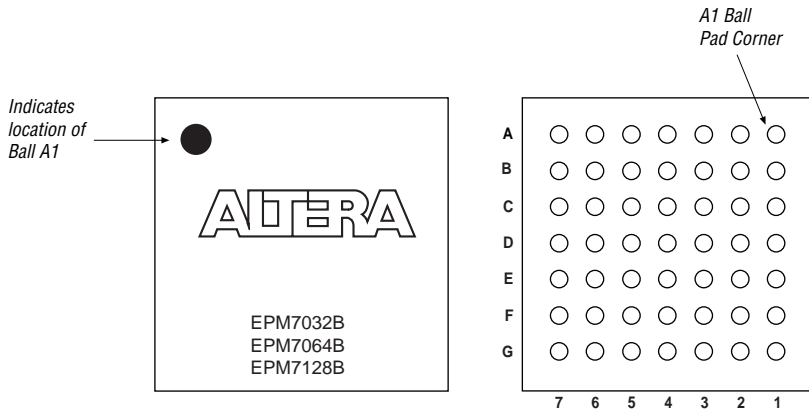 A1 Ball
Pad Corner
Indicates
location of
Ball A1
ALTERA
EPM7032B
EPM7064B
EPM7128B
A
B
C
D
E
F
G
7 6 5 4 3 2 1